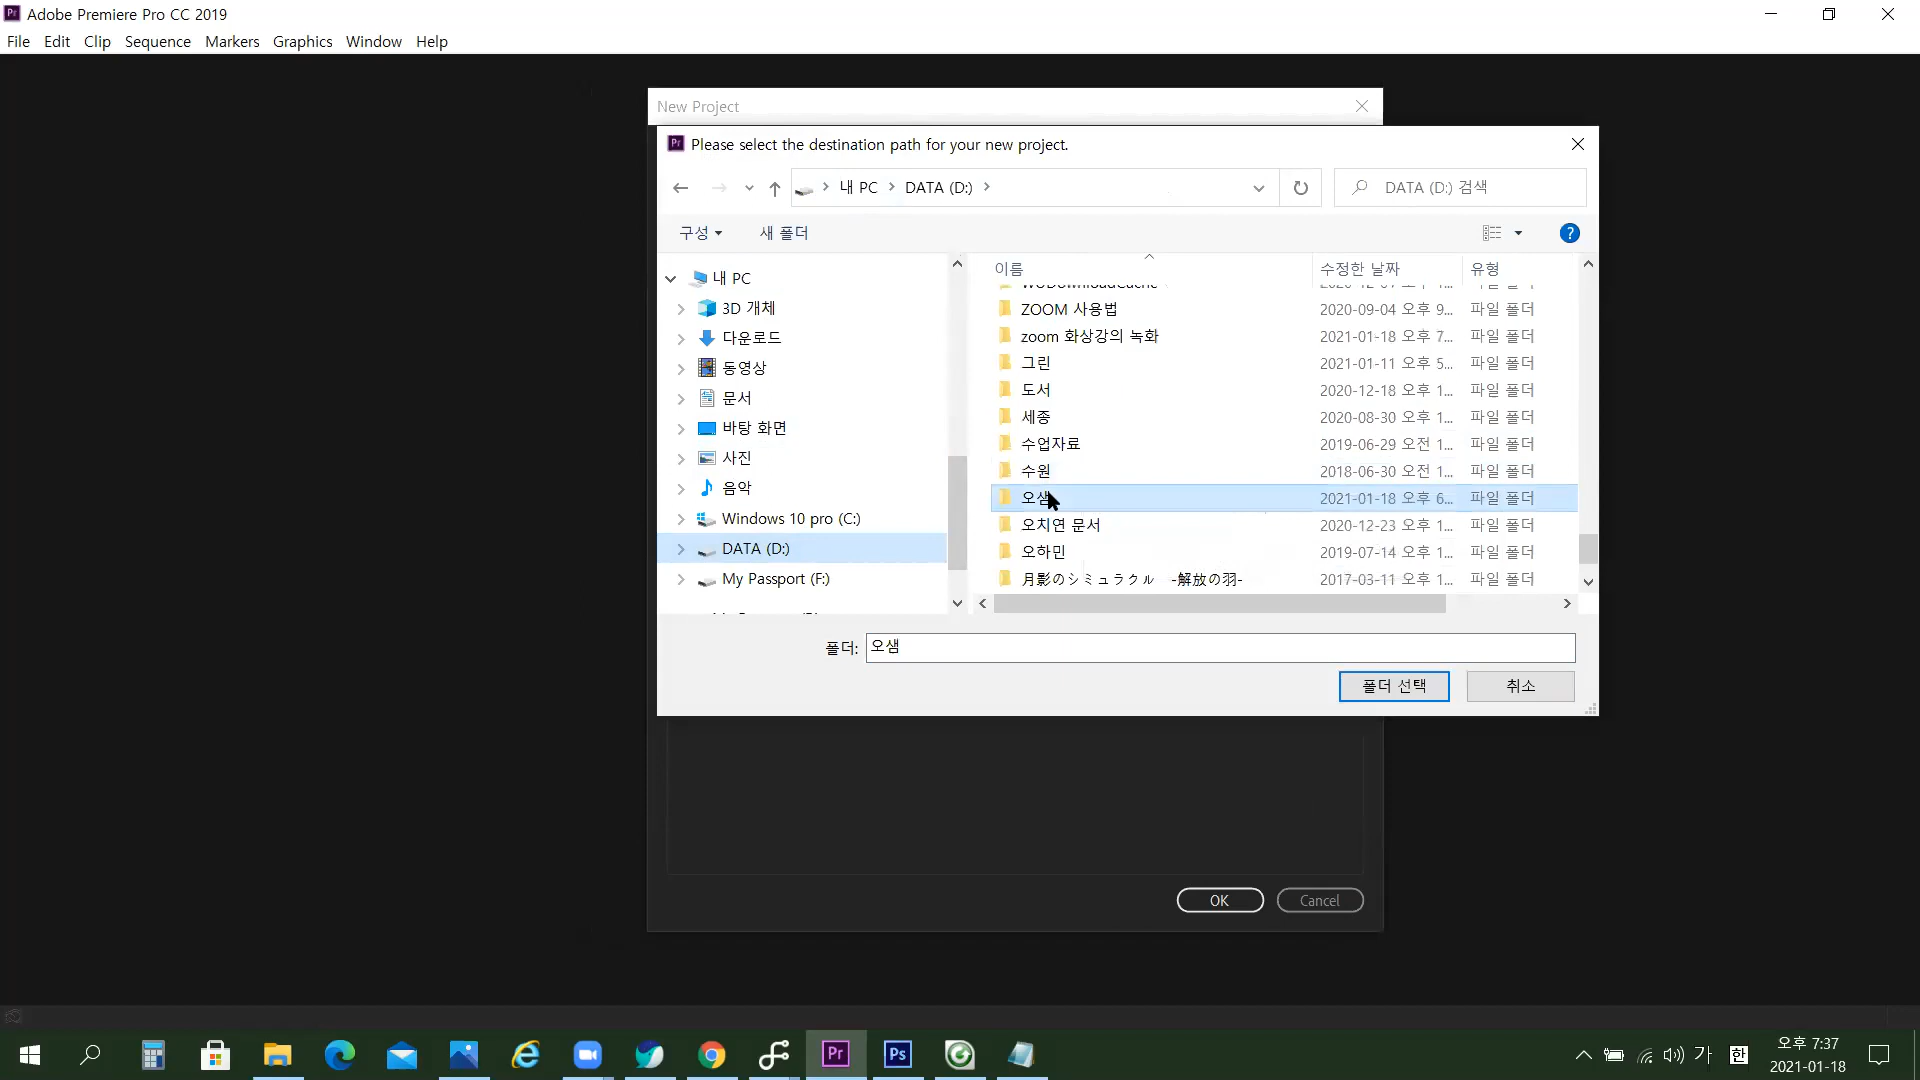 Adobe Premiere Pro CC 2019
File Edit Clip Sequence Markers Graphics Window Help
New Project
Please select the destination path for your new project.
내 PC DATA (D:)
DATA (D:) 검색
구성 새 폴더
이름 수정한 날짜 유형
내 PC
3D 개체
다운로드
동영상
문서
바탕 화면
사진
음악
Windows 10 pro (C:)
DATA (D:)
My Passport (F:)
ZOOM 사용법 2020-09-04 오후 9... 파일 폴더
zoom 화상강의 녹화 2021-01-18 오후 7... 파일 폴더
그린 2021-01-11 오후 5... 파일 폴더
도서 2020-12-18 오후 1... 파일 폴더
세종 2020-08-30 오후 1... 파일 폴더
수업자료 2019-06-29 오전 1... 파일 폴더
수원 2018-06-30 오전 1... 파일 폴더
오샘 2021-01-18 오후 6... 파일 폴더
오치연 문서 2020-12-23 오후 1... 파일 폴더
오하민 2019-07-14 오후 1... 파일 폴더
月影のシミュラクル -解放の羽- 2017-03-11 오후 1... 파일 폴더
폴더: 오샘
폴더 선택 취소
OK Cancel
가 한
오후 7:37
2021-01-18